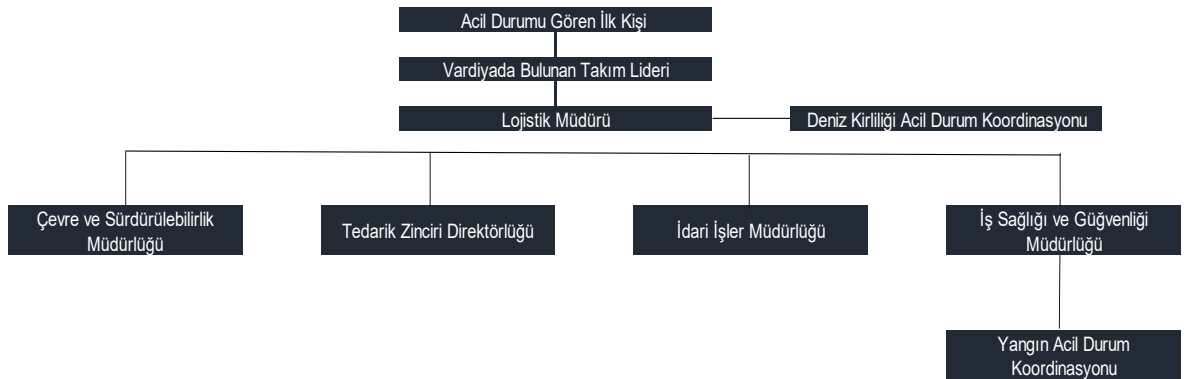 Acil Durumu Gören İlk Kişi
Vardiyada Bulunan Takım Lideri
Lojistik Müdürü
Deniz Kirliliği Acil Durum Koordinasyonu
Çevre ve Sürdürülebilirlik
Müdürlüğü
Tedarik Zinciri Direktörlüğü
İdari İşler Müdürlüğü
İş Sağlığı ve Güğvenliği
Müdürlüğü
Yangın Acil Durum
Koordinasyonu